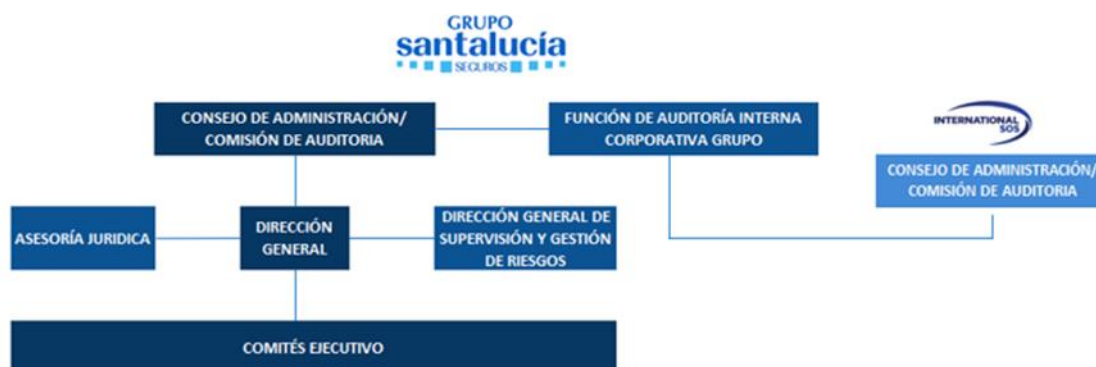 GRUPO
santalucía
SEGUROS
CONSEJO DE ADMINISTRACIÓN/
COMISIÓN DE AUDITORIA
FUNCIÓN DE AUDITORÍA INTERNA
CORPORATIVA GRUPO
INTERNATIONAL
SOS
CONSEJO DE ADMINISTRACIÓN/
COMISIÓN DE AUDITORIA
ASESORÍA JURIDICA
DIRECCIÓN
GENERAL
DIRECCIÓN GENERAL DE
SUPERVISIÓN Y GESTIÓN
DE RIESGOS
COMITÉS EJECUTIVO